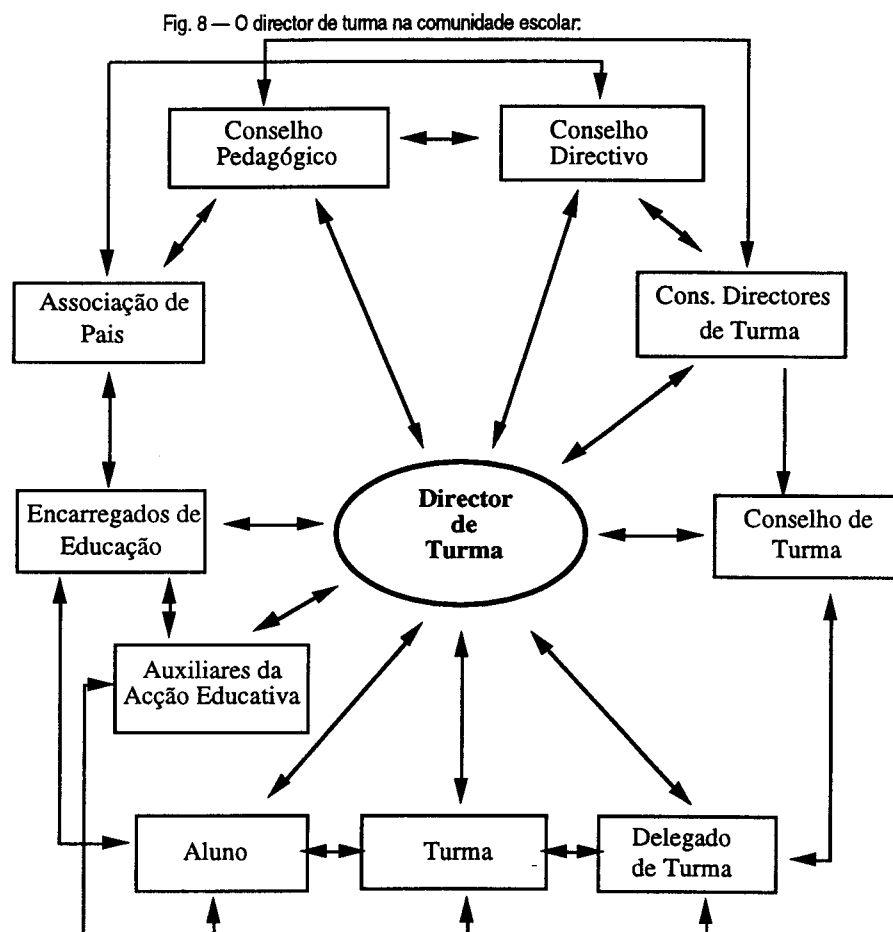 Fig. 8 — O director de turma na comunidade escolar:
Conselho
Pedagógico
Conselho
Directivo
Associação de
Pais
Cons. Directores
de Turma
Encarregados de
Educação
Director
de
Turma
Conselho de
Turma
Auxiliares da
Acção Educativa
Aluno
Turma
Delegado
de Turma